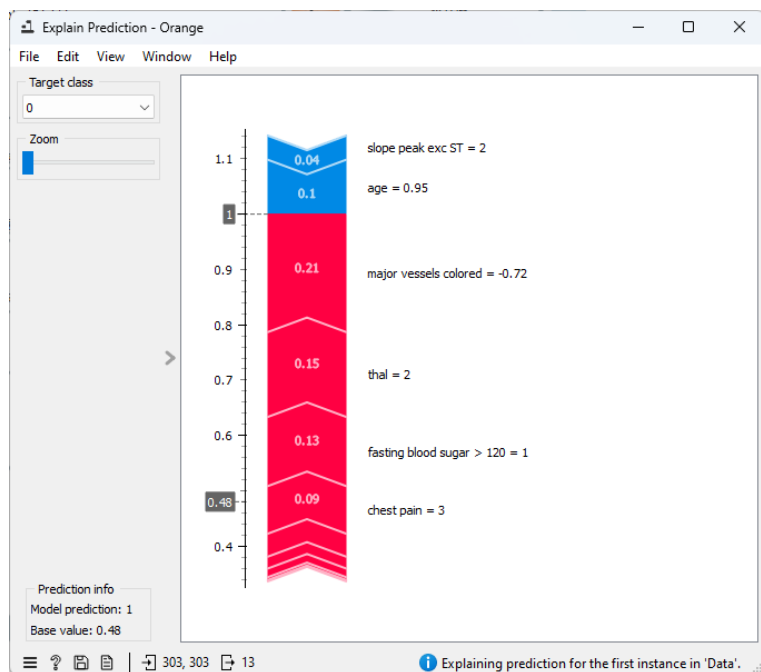 Explain Prediction - Orange
File Edit View Window Help
Target class
0
Zoom
1.1
1
0.9
0.8
0.7
0.6
0.48
0.4
0.04
0.1
0.21
0.15
0.13
0.09
slope peak exc ST = 2
age = 0.95
major vessels colored = -0.72
thal = 2
fasting blood sugar > 120 = 1
chest pain = 3
Prediction info
Model prediction: 1
Base value: 0.48
303, 303 13
Explaining prediction for the first instance in 'Data'.